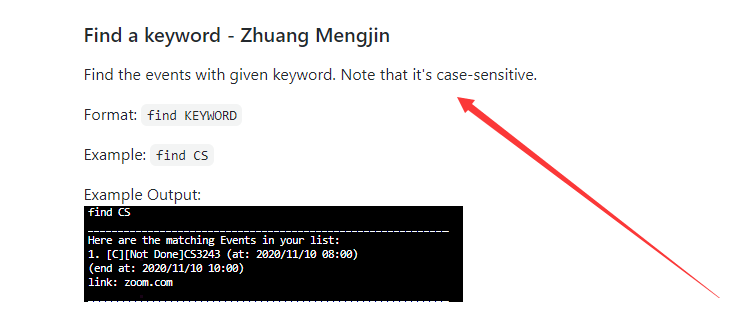 Find a keyword - Zhuang Mengjin
Find the events with given keyword. Note that it's case-sensitive.
Format: find KEYWORD
Example: find CS
Example Output:
find CS
Here are the matching Events in your list:
1. [C][Not Done]CS3243 (at: 2020/11/10 08:00)
(end at: 2020/11/10 10:00)
link: zoom.com